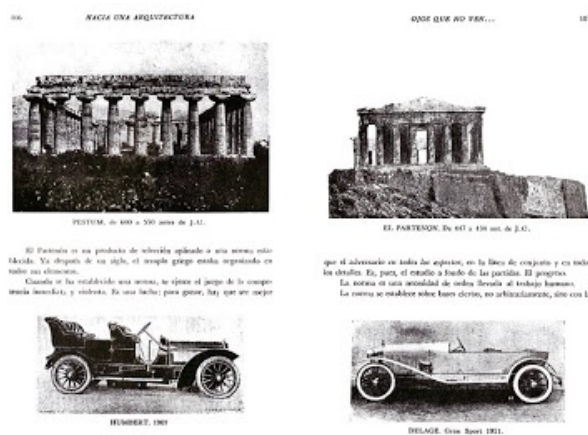 106
HACIA UNA ARQUITECTURA
PESTUM, de 600 a 550 antes de J.C.
El Partenón es un producto de selección aplicado a una norma esta-
blecida. Ya después de un siglo, el templo griego estaba organizado en
todos sus elementos.
Cuando se ha establecido una norma, se ejerce el juego de la compe-
tencia inmediata y violenta. Es una lucha; para ganar, hay que ser mejor
HUMBERT, 1907
OJOS QUE NO VEN...
EL PARTENON. De 447 a 434 ant. de J.C.
que el adversario en todos los aspectos, en la línea de conjunto y en todos
los detalles. Es, pues, el estudio a fondo de las partidas. El progreso.
La norma es una necesidad de orden llevada al trabajo humano.
La norma se establece sobre bases ciertas, no arbitrariamente, sino con l
DELAGE. Gran Sport 1921.